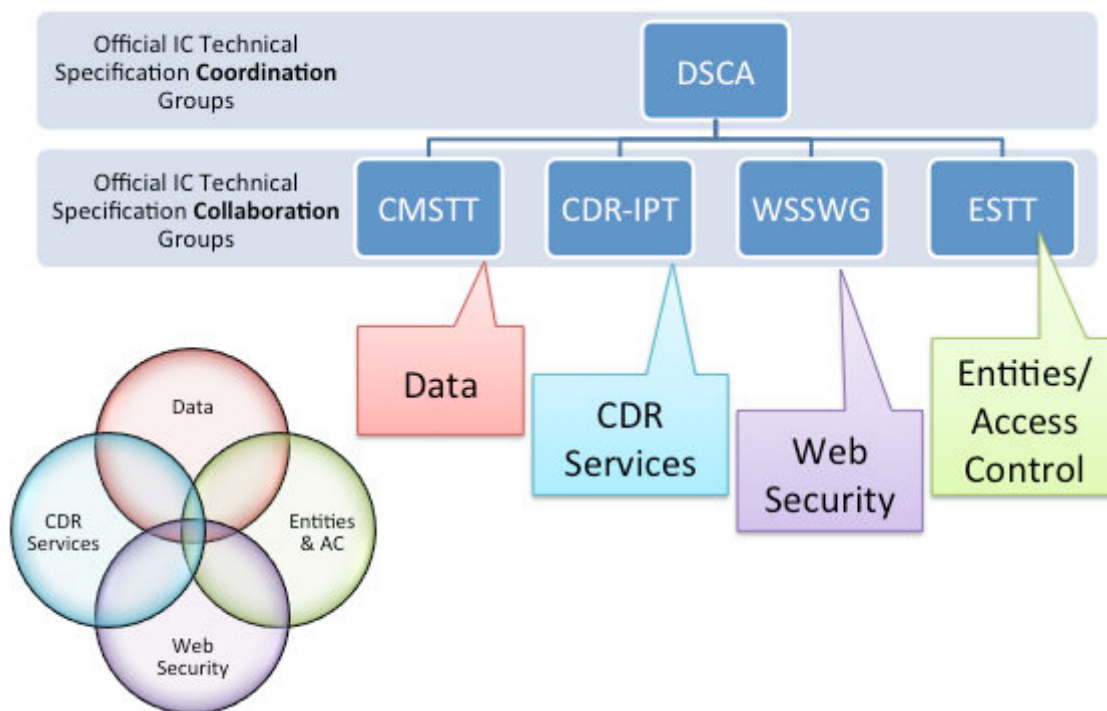 Official IC Technical
Specification Coordination
Groups
DSCA
Official IC Technical
Specification Collaboration
Groups
CMSTT
CDR-IPT
WSSWG
ESTT
Data
CDR
Services
Web
Security
Entities/
Access
Control
Data
CDR
Services
Entities
& AC
Web
Security